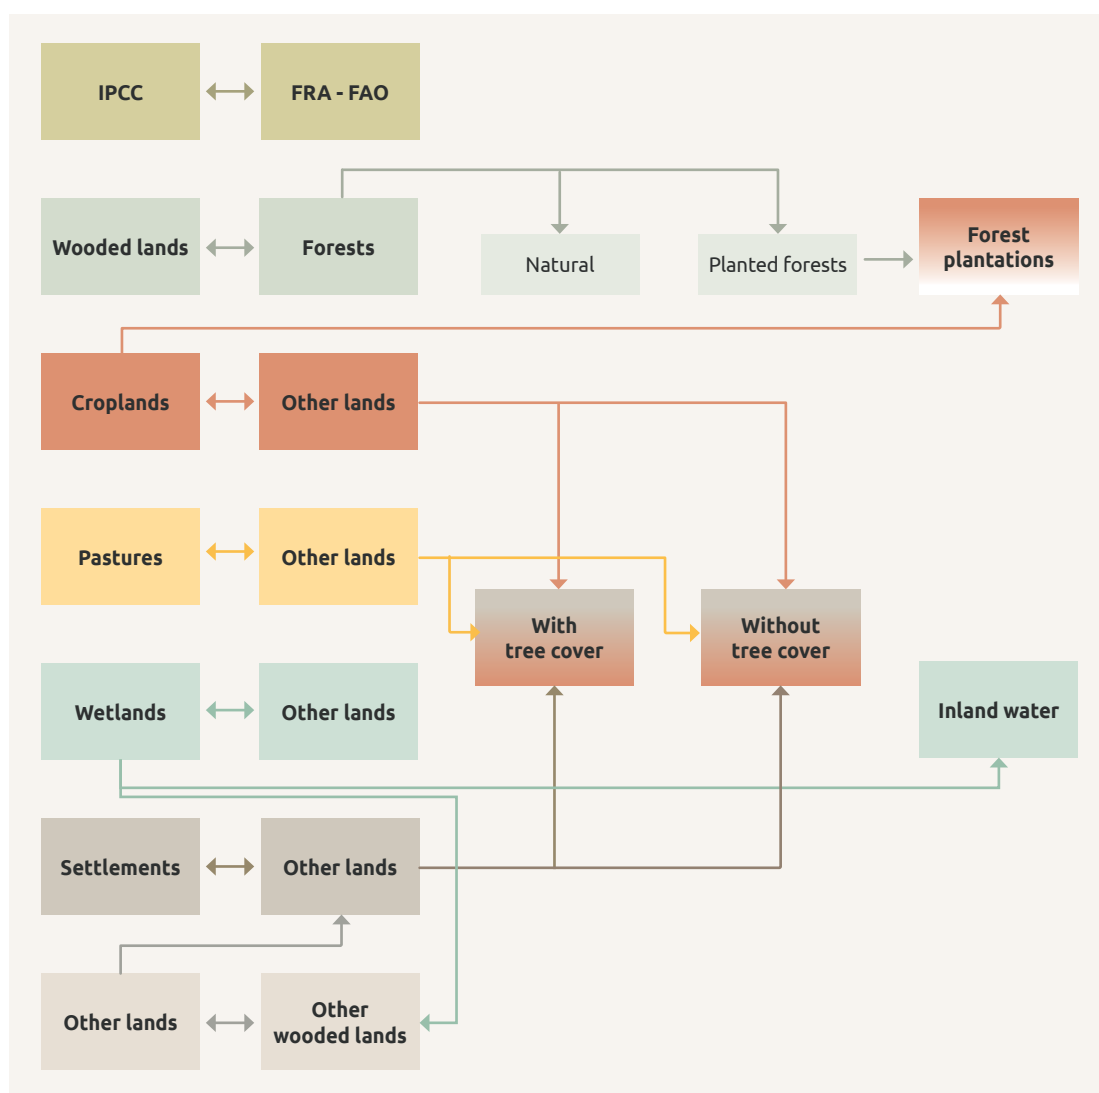 IPCC
FRA - FAO
Wooded lands
Forests
Natural
Planted forests
Forest
plantations
Croplands
Other lands
Pastures
Other lands
With
tree cover
Without
tree cover
Wetlands
Other lands
Inland water
Settlements
Other lands
Other lands
Other
wooded lands